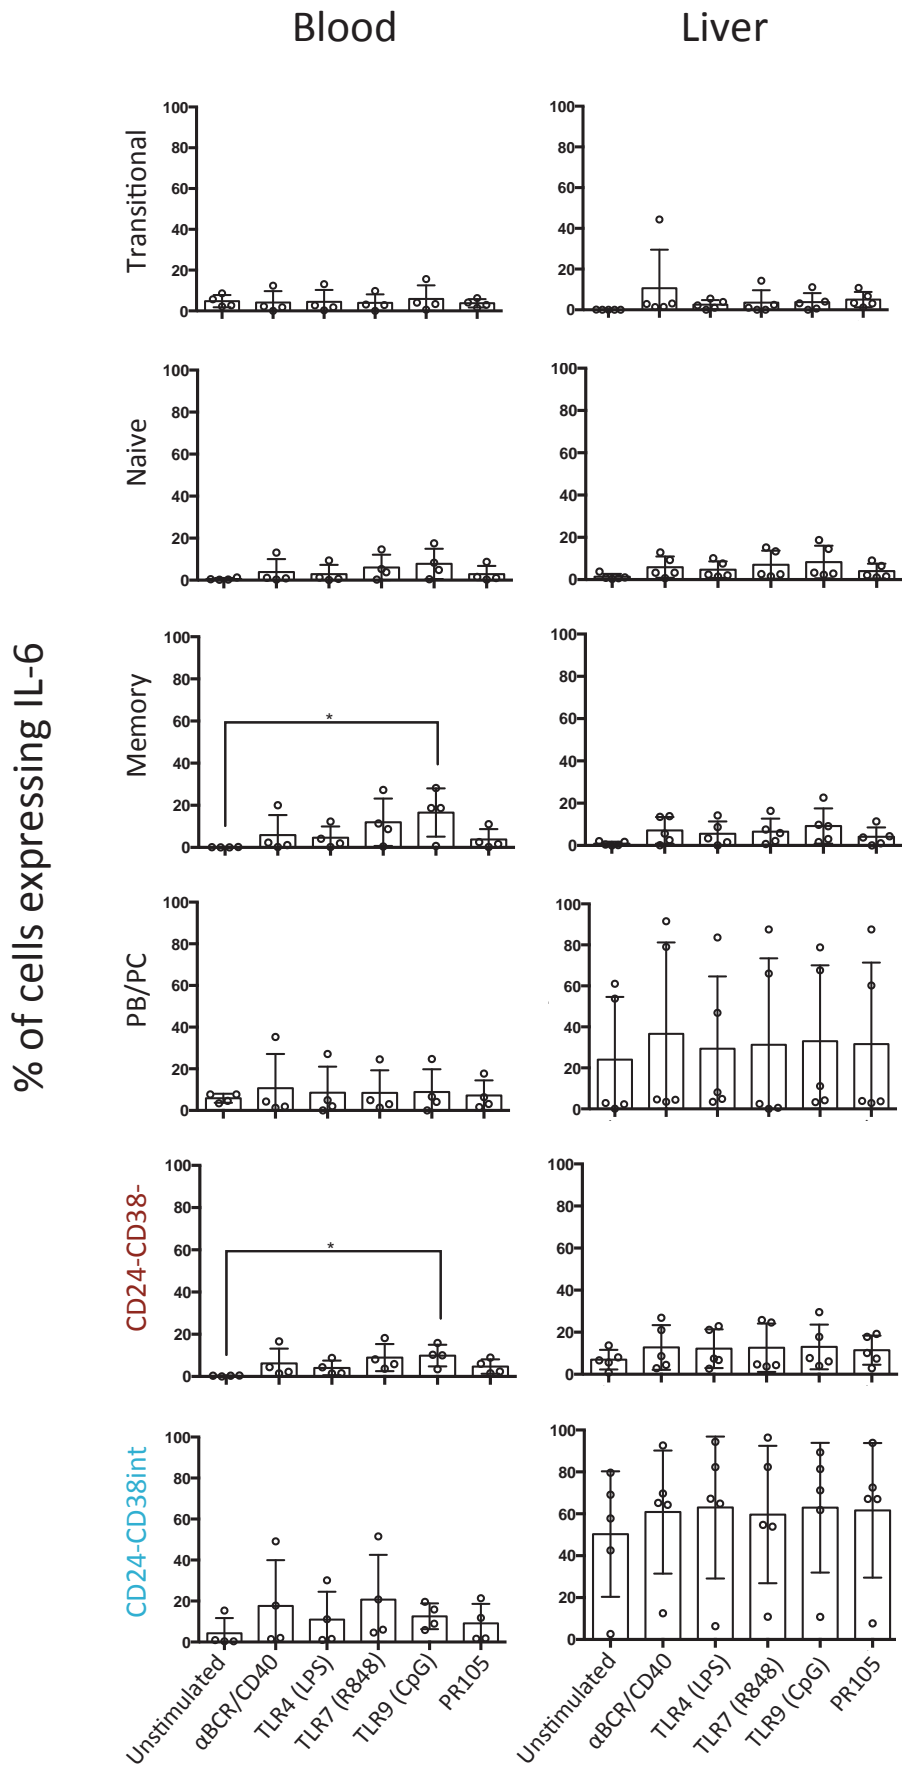 Blood Liver
% of cells expressing IL-6
Transitional
100 80 60 40 20 0
100 80 60 40 20 0
Naive
100 80 60 40 20 0
100 80 60 40 20 0
Memory
100 80 60 40 20 0
*
100 80 60 40 20 0
PB/PC
100 80 60 40 20 0
100 80 60 40 20 0
CD24-CD38-
100 80 60 40 20 0
*
100 80 60 40 20 0
CD24-CD38int
100 80 60 40 20 0
100 80 60 40 20 0
Unstimulated
αBCR/CD40
TLR4 (LPS)
TLR7 (R848)
TLR9 (CpG)
PR105
Unstimulated
αBCR/CD40
TLR4 (LPS)
TLR7 (R848)
TLR9 (CpG)
PR105